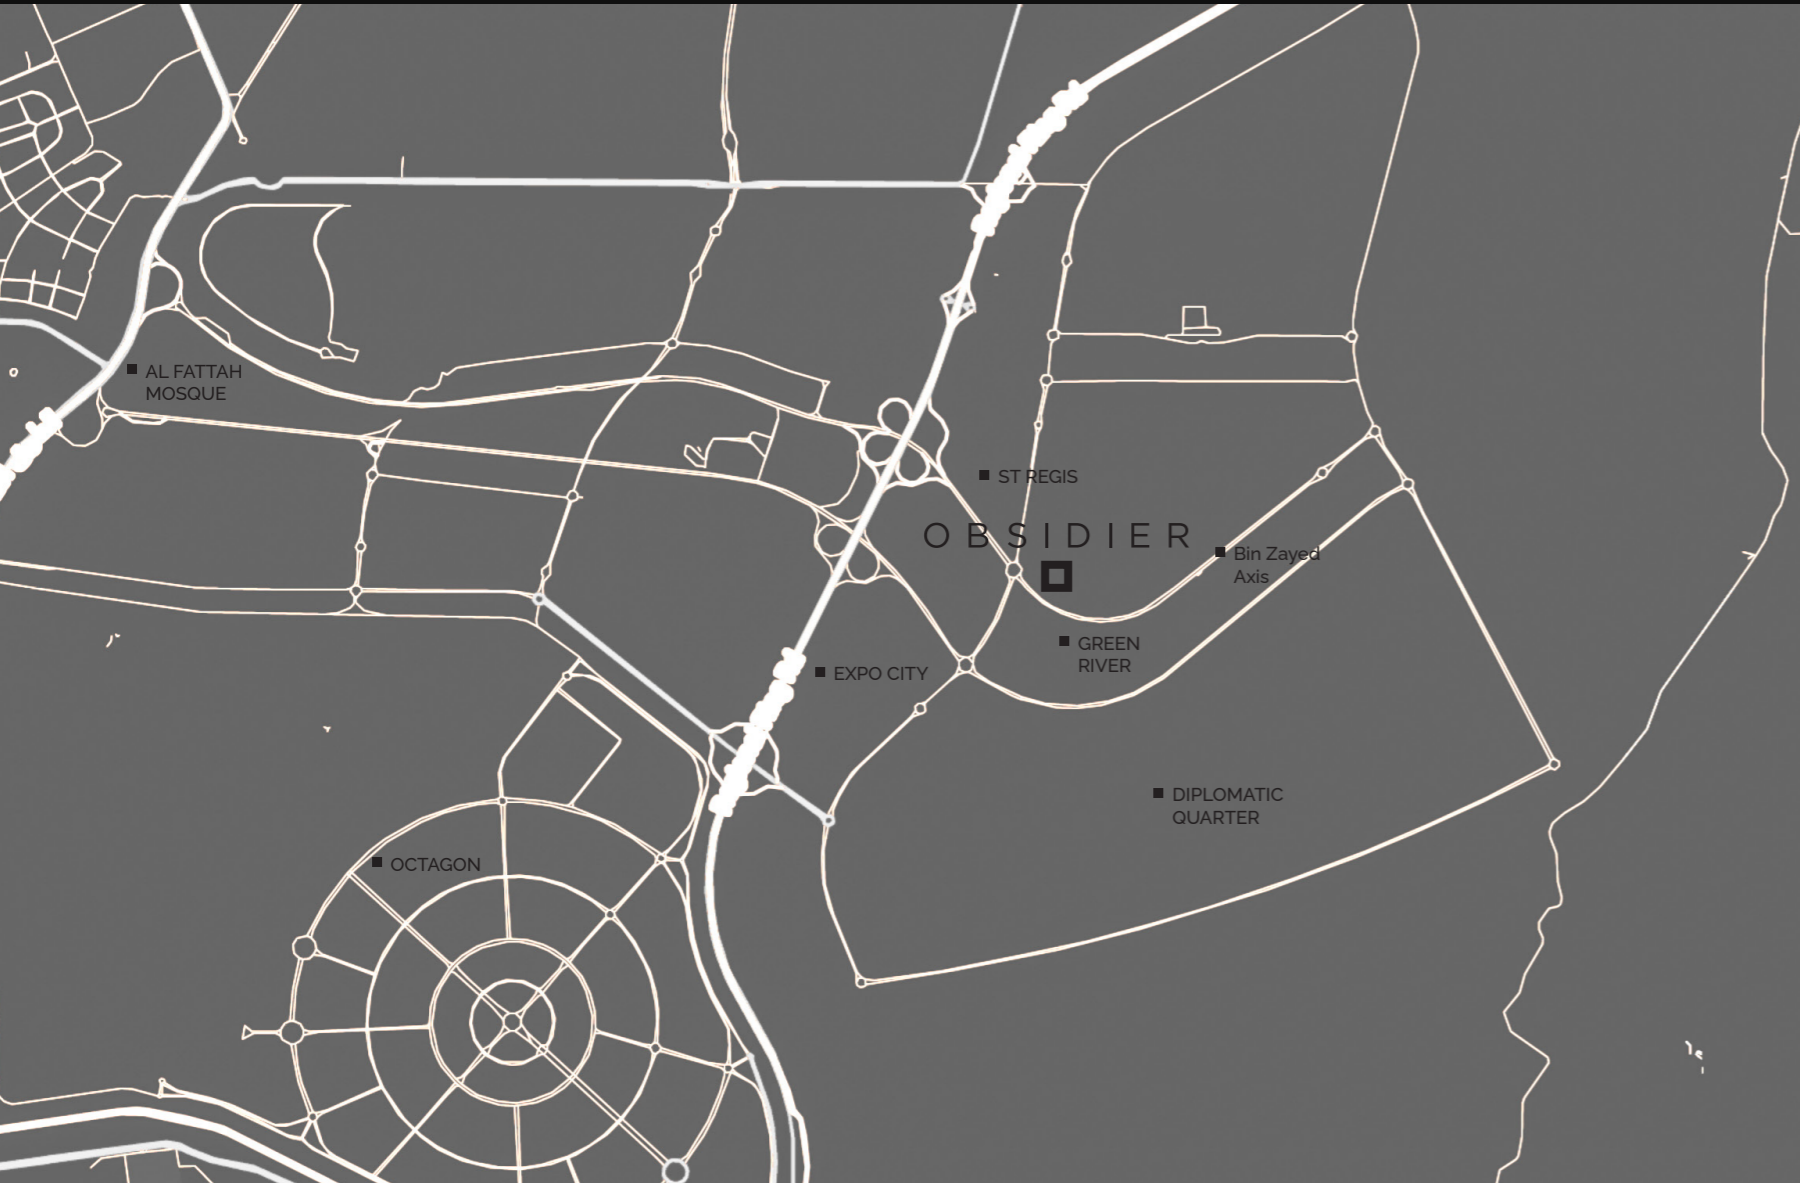 AL FATTAH
MOSQUE
ST REGIS
OBSIDIER
Bin Zayed
Axis
GREEN
RIVER
EXPO CITY
DIPLOMATIC
QUARTER
OCTAGON